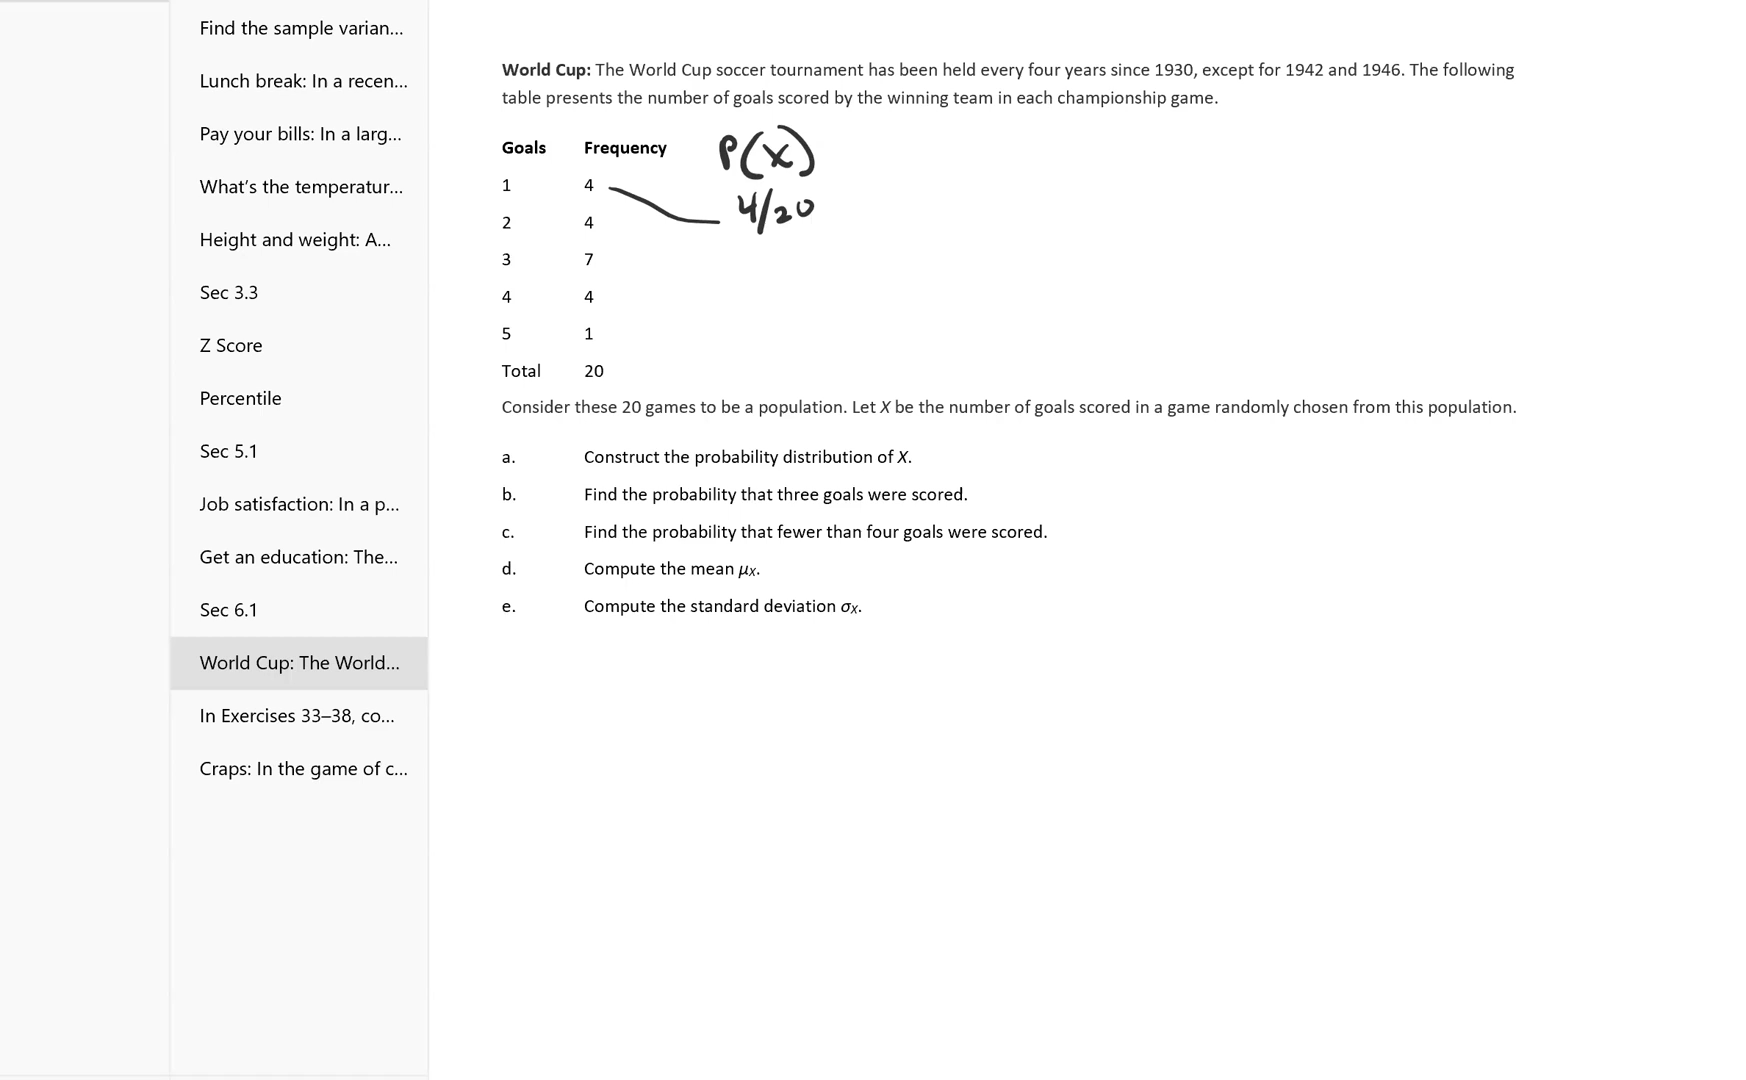 Find the sample varian...
Lunch break: In a recen...
Pay your bills: In a larg...
What's the temperatur...
Height and weight: A...
Sec 3.3
Z Score
Percentile
Sec 5.1
Job satisfaction: In a p...
Get an education: The...
Sec 6.1
World Cup: The World...
In Exercises 33–38, co...
Craps: In the game of c...
World Cup: The World Cup soccer tournament has been held every four years since 1930, except for 1942 and 1946. The following
table presents the number of goals scored by the winning team in each championship game.
Goals Frequency P(x)
1 4 4/20
2 4
3 7
4 4
5 1
Total 20
Consider these 20 games to be a population. Let X be the number of goals scored in a game randomly chosen from this population.
a. Construct the probability distribution of X.
b. Find the probability that three goals were scored.
c. Find the probability that fewer than four goals were scored.
d. Compute the mean μX.
e. Compute the standard deviation σX.